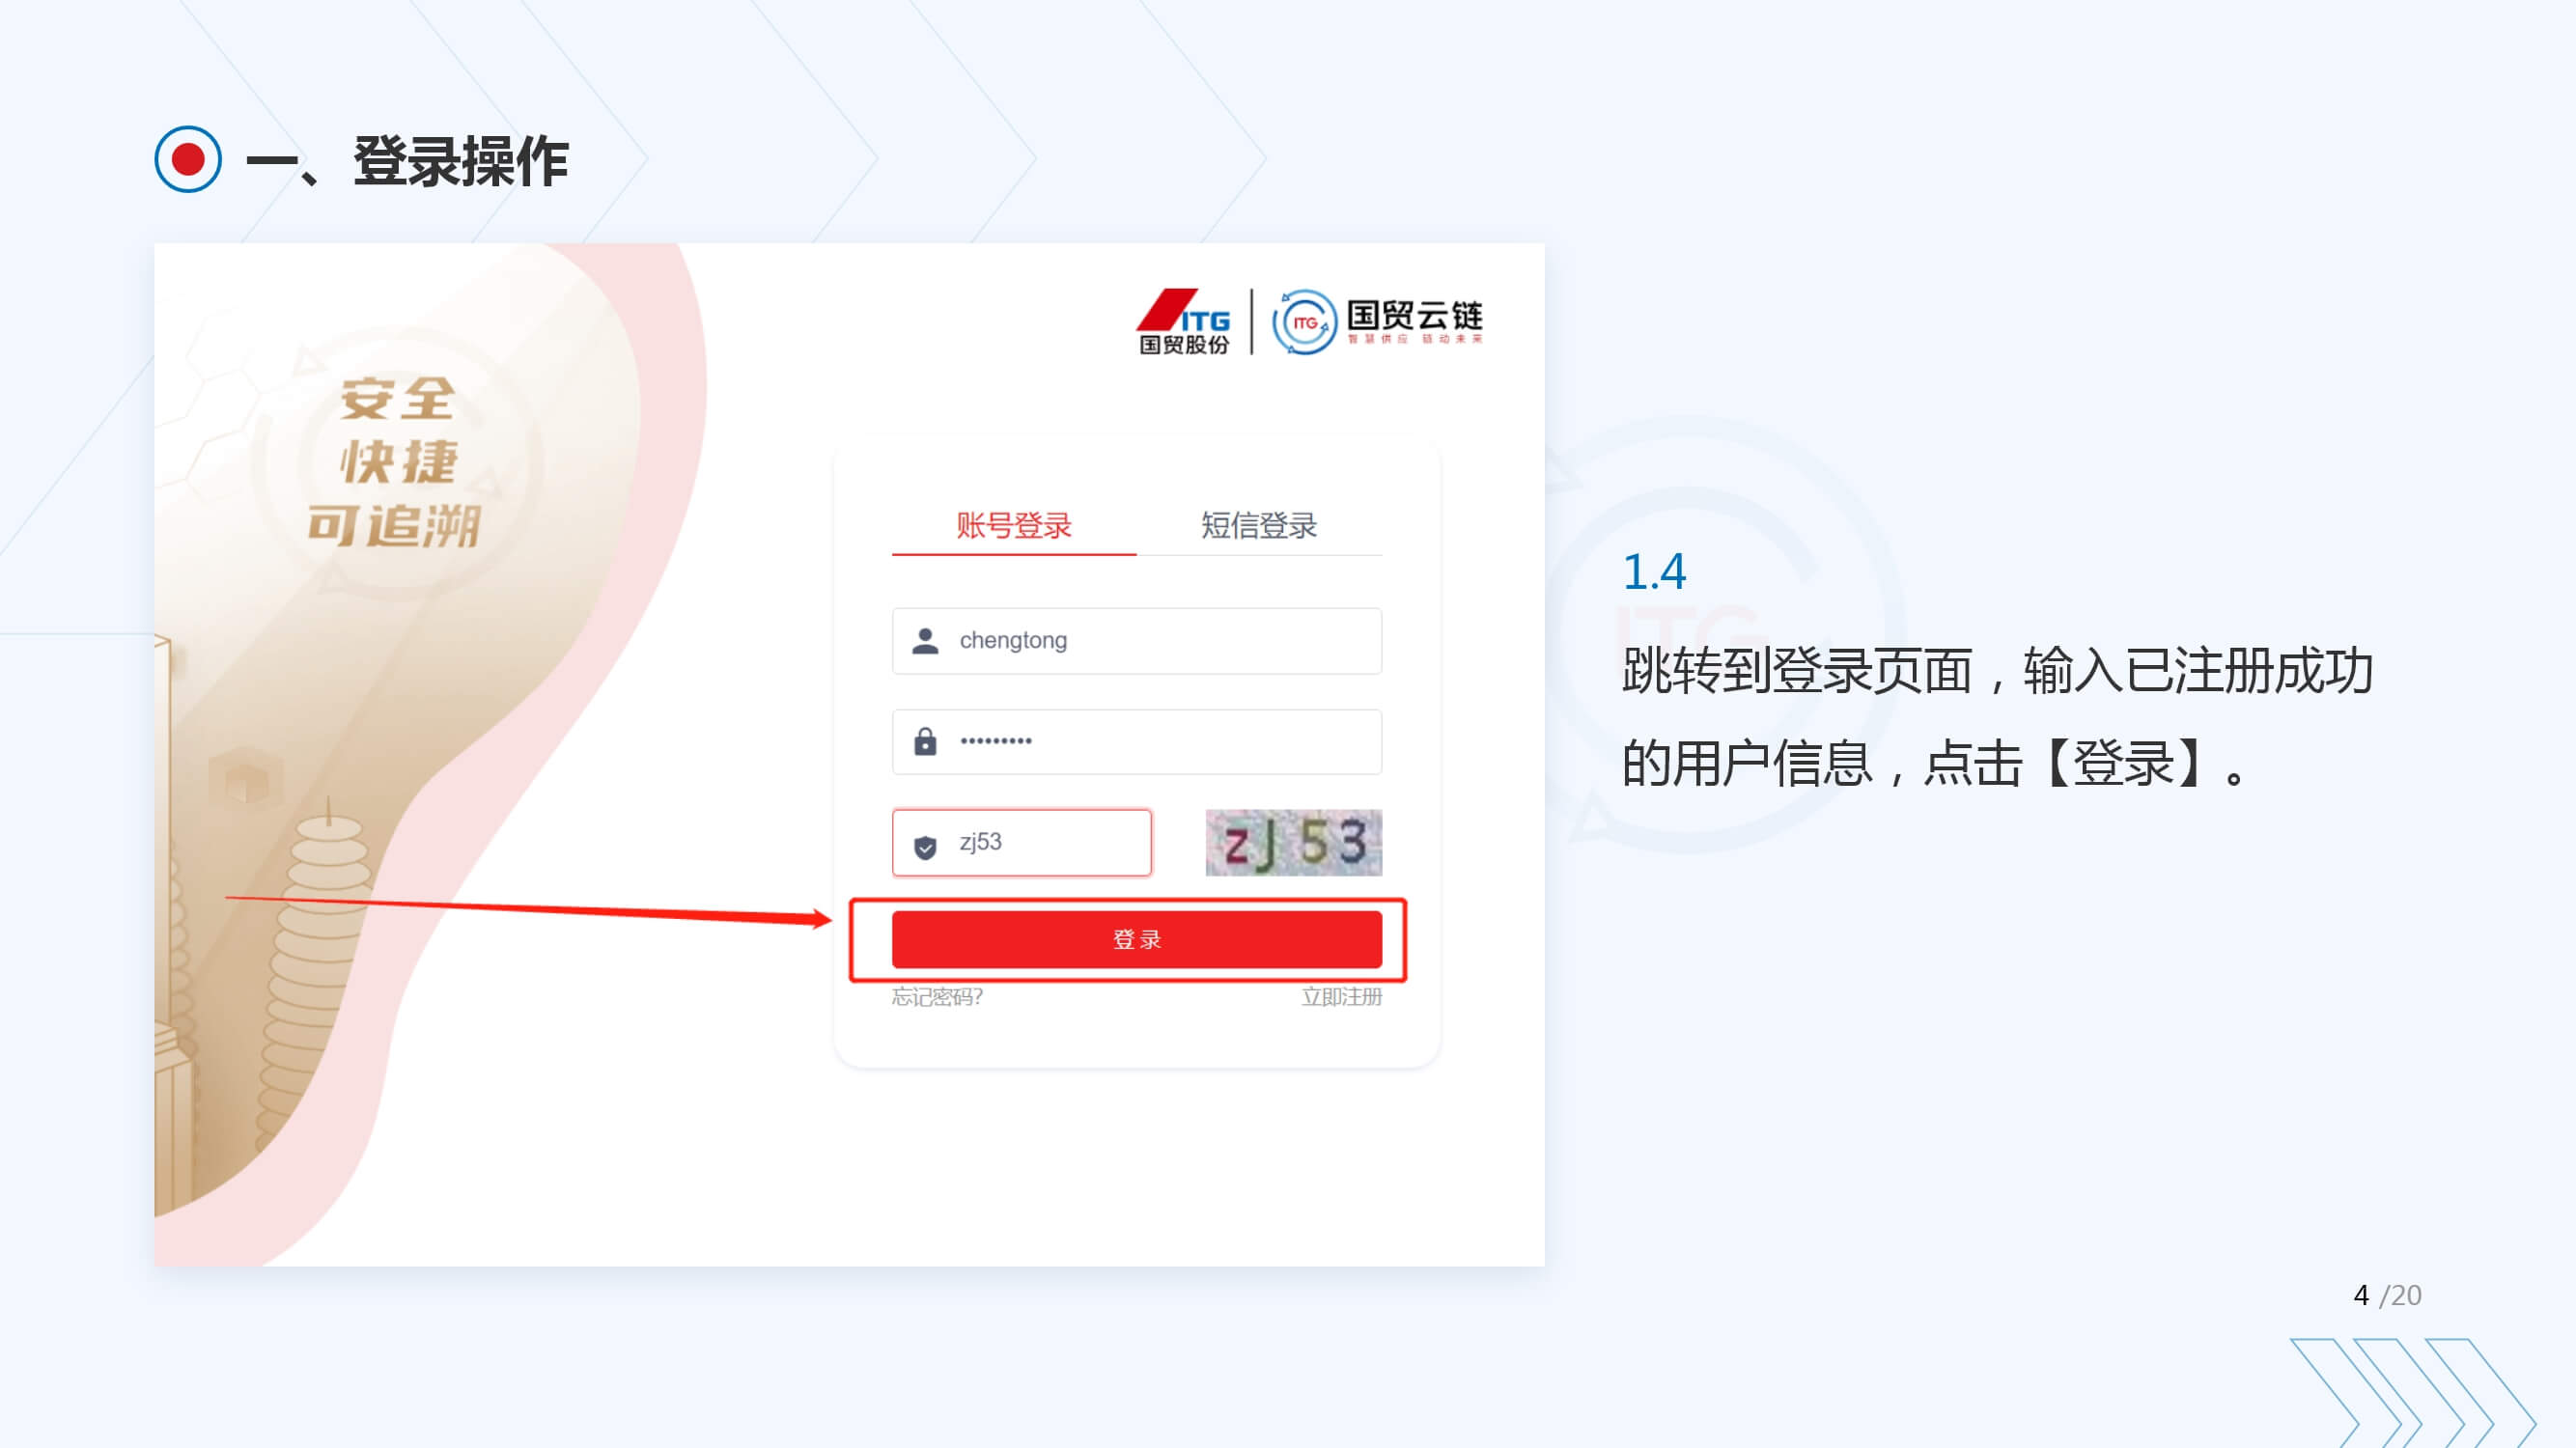 一、登录操作
ITG
国贸股份
ITG
国贸云链
智慧供应 链动未来
安全
快捷
可追溯
账号登录 短信登录
chengtong
•••••••••
zj53
zJ53
登录
忘记密码?
立即注册
1.4
ITG
跳转到登录页面，输入已注册成功
的用户信息，点击【登录】。
4 /20